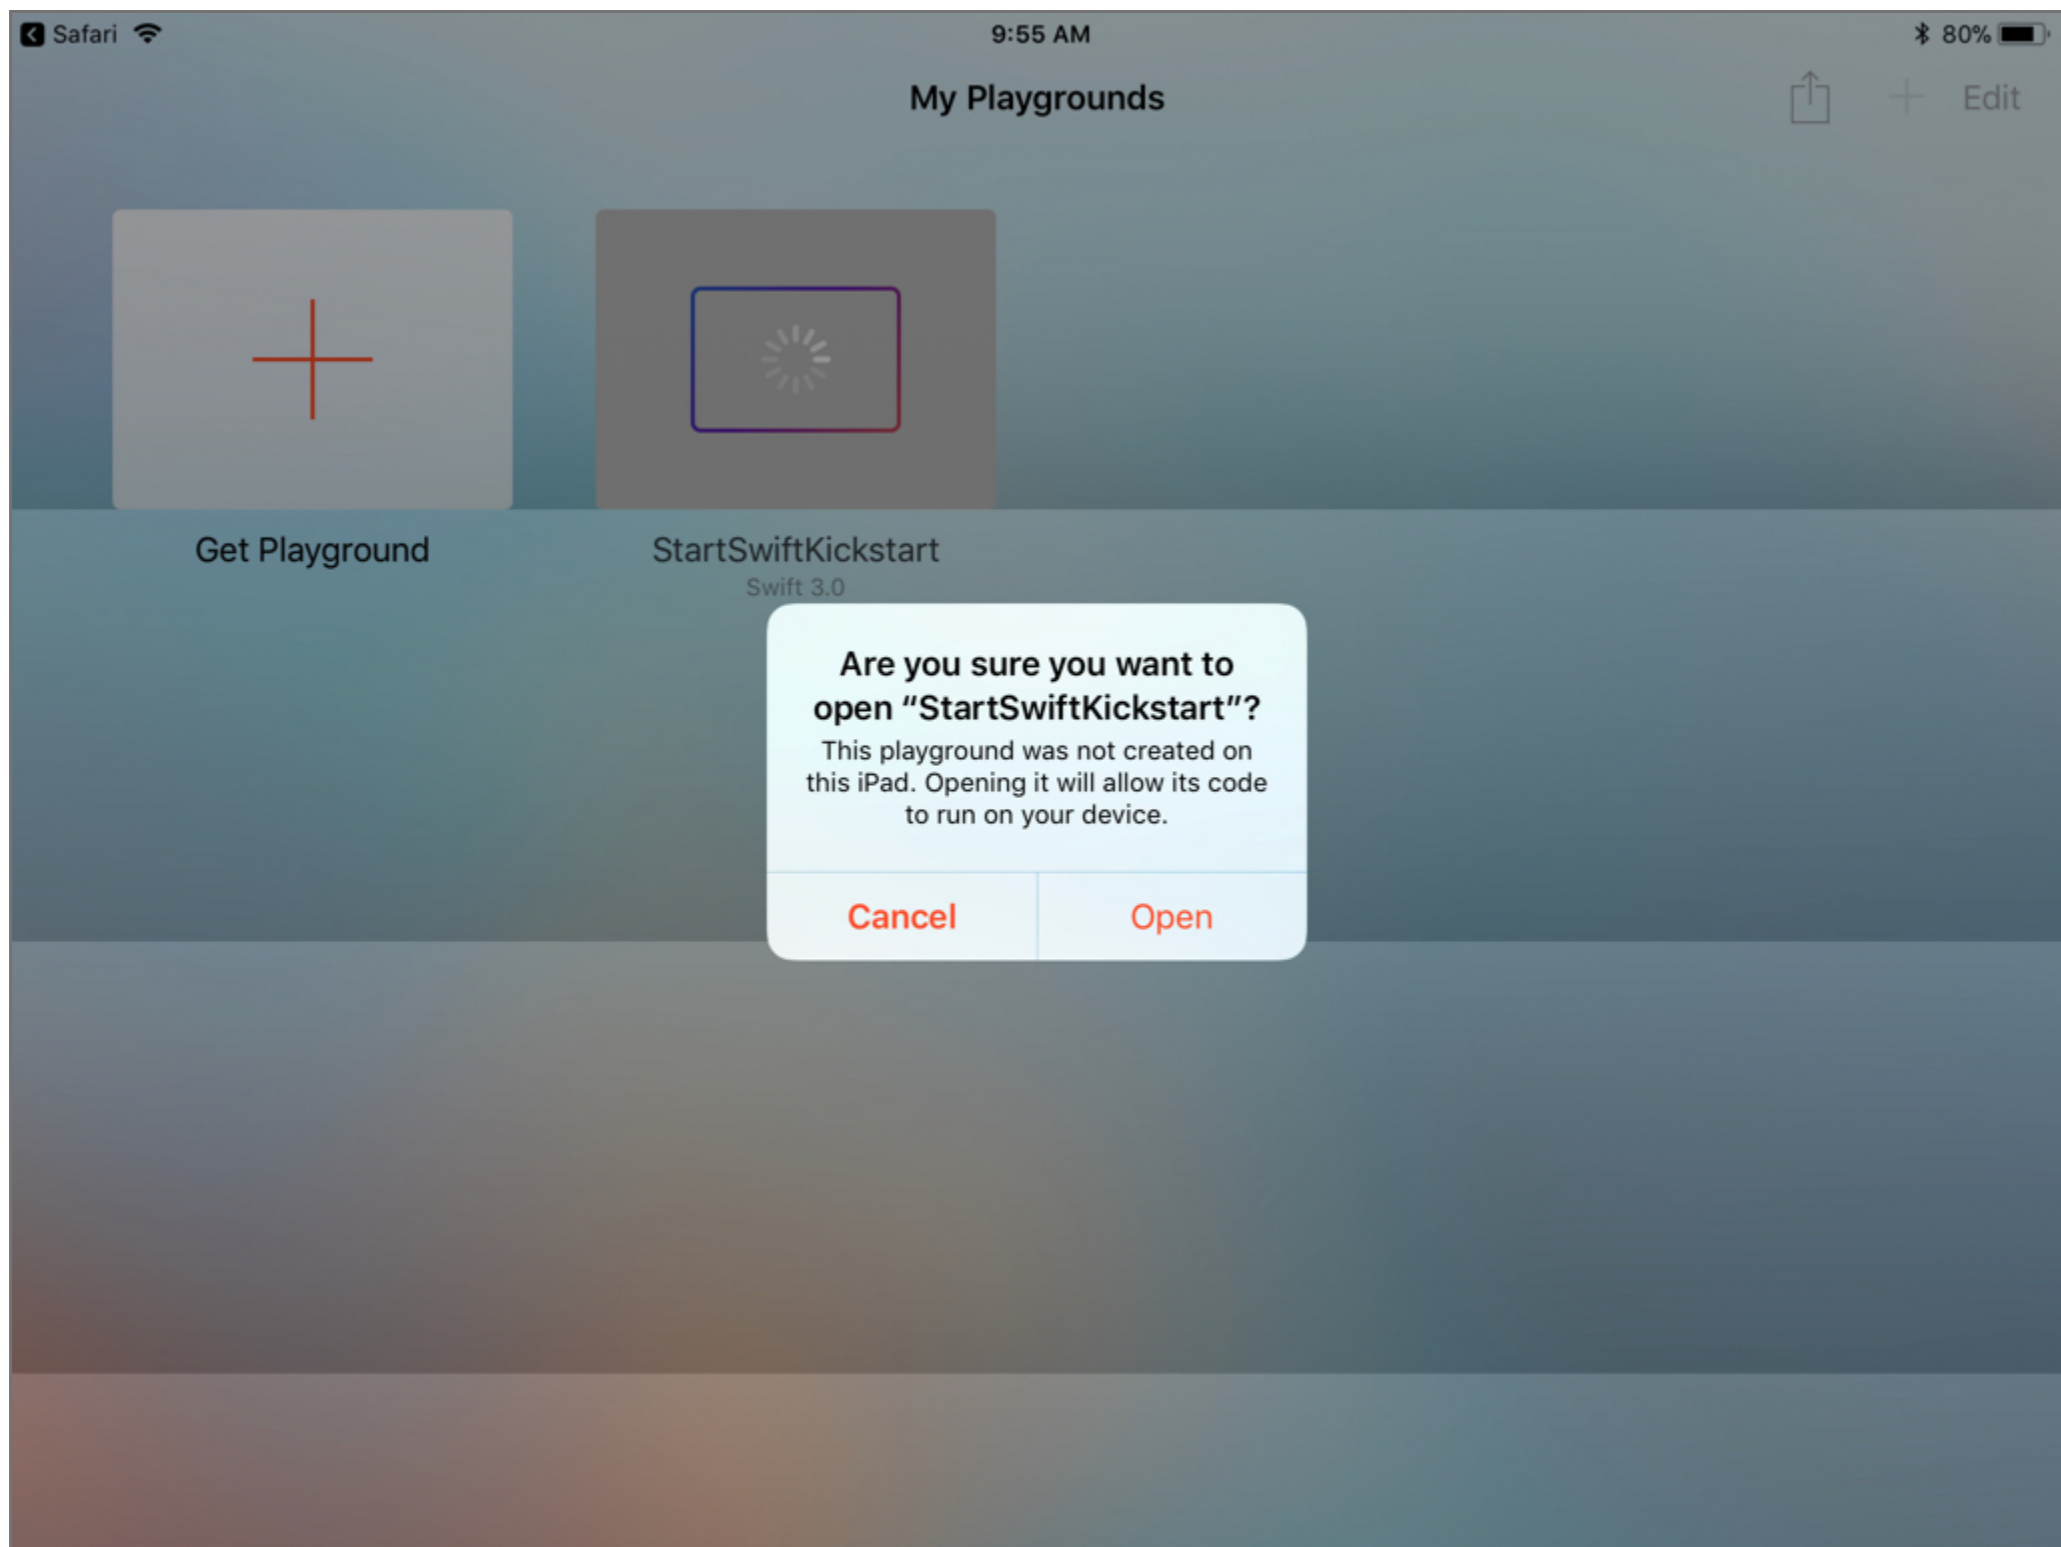 Safari
9:55 AM
80%
My Playgrounds
Edit
Get Playground
StartSwiftKickstart
Swift 3.0
Are you sure you want to
open “StartSwiftKickstart”?
This playground was not created on
this iPad. Opening it will allow its code
to run on your device.
Cancel
Open